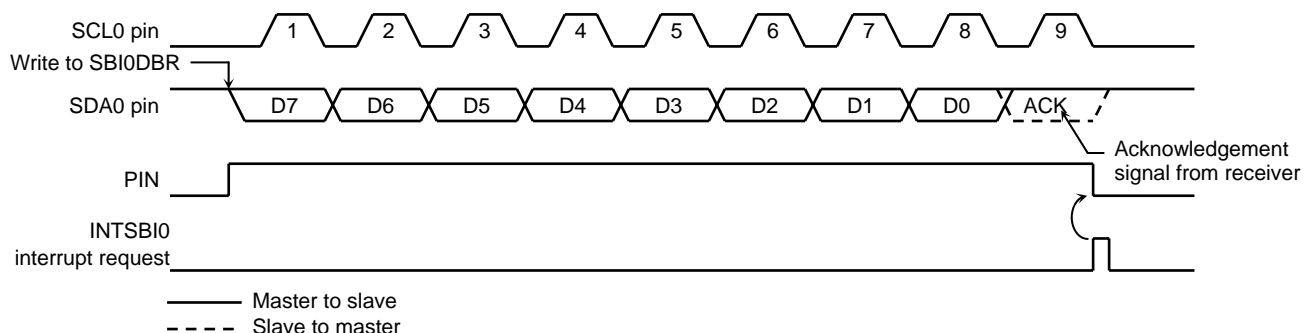 SCL0 pin
1 2 3 4 5 6 7 8 9
Write to SBI0DBR
SDA0 pin
D7 D6 D5 D4 D3 D2 D1 D0 ACK
Acknowledgement
signal from receiver
PIN
INTSBI0
interrupt request
Master to slave
Slave to master